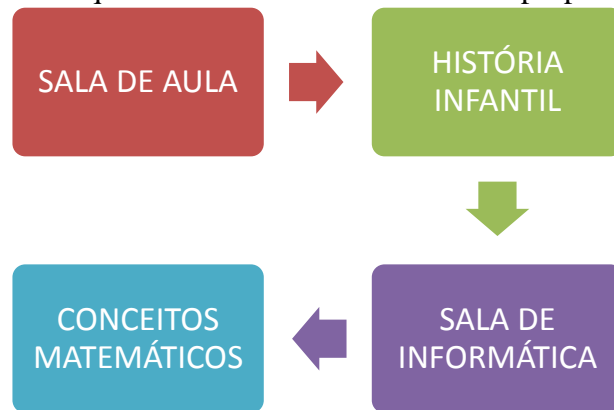 SALA DE AULA
HISTÓRIA
INFANTIL
SALA DE
INFORMÁTICA
CONCEITOS
MATEMÁTICOS